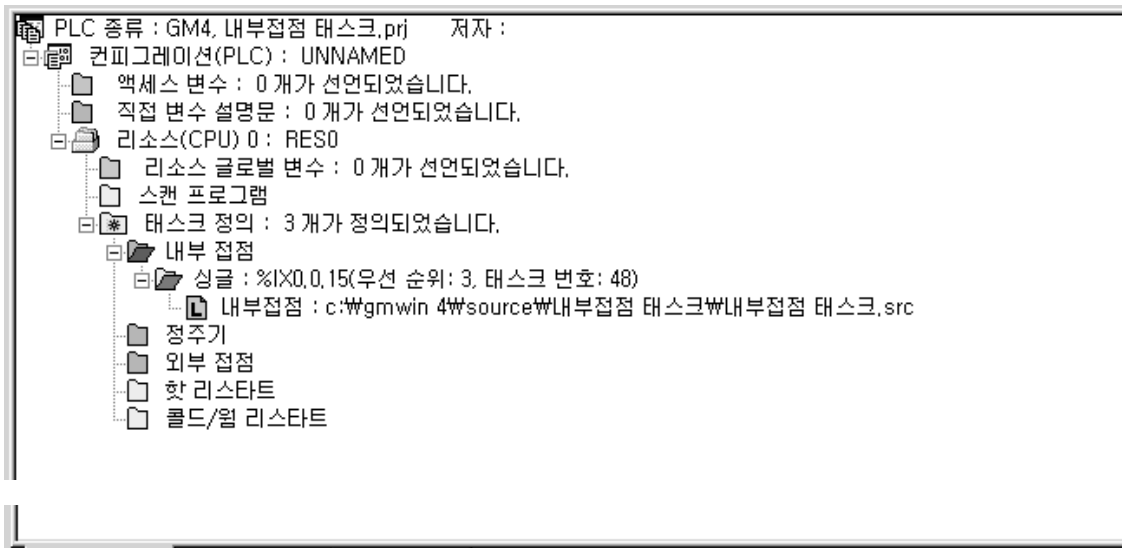 PLC 종류 : GM4, 내부접점 태스크.prj 저자 :
컨피그레이션(PLC) : UNNAMED
액세스 변수 : 0 개가 선언되었습니다.
직접 변수 설명문 : 0 개가 선언되었습니다.
리소스(CPU) 0 : RES0
리소스 글로벌 변수 : 0 개가 선언되었습니다.
스캔 프로그램
태스크 정의 : 3 개가 정의되었습니다.
내부 접점
싱글 : %IX0.0.15(우선 순위: 3, 태스크 번호: 48)
내부접점 : c:₩gmwin 4₩source₩내부접점 태스크₩내부접점 태스크.src
정주기
외부 접점
핫 리스타트
콜드/웜 리스타트